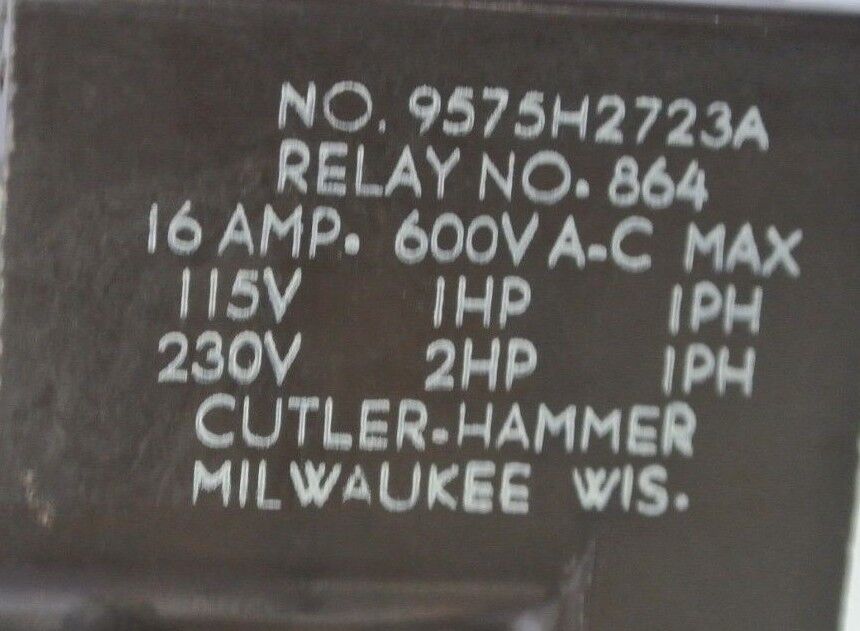 NO. 9575H2723A
RELAY NO. 864
16 AMP. 600V A-C MAX
115V 1HP 1PH
230V 2HP 1PH
CUTLER-HAMMER
MILWAUKEE WIS.